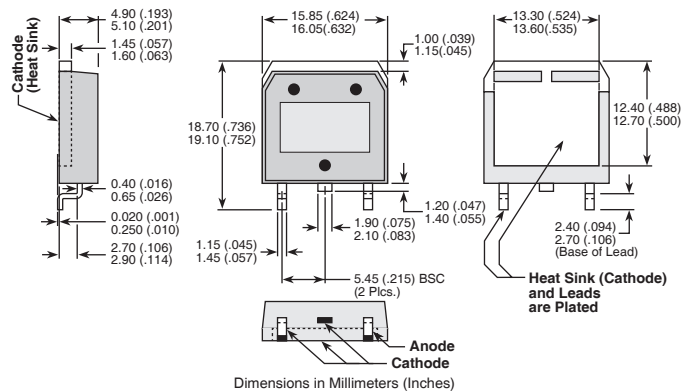 4.90 (.193)
5.10 (.201)
1.45 (.057)
1.60 (.063)
Cathode
(Heat Sink)
0.40 (.016)
0.65 (.026)
0.020 (.001)
0.250 (.010)
2.70 (.106)
2.90 (.114)
15.85 (.624)
16.05(.632)
1.00 (.039)
1.15(.045)
18.70 (.736)
19.10 (.752)
1.20 (.047)
1.40 (.055)
1.90 (.075)
2.10 (.083)
1.15 (.045)
1.45 (.057)
5.45 (.215) BSC
(2 Plcs.)
13.30 (.524)
13.60(.535)
12.40 (.488)
12.70 (.500)
2.40 (.094)
2.70 (.106)
(Base of Lead)
Heat Sink (Cathode)
and Leads
are Plated
Anode
Cathode
Dimensions in Millimeters (Inches)